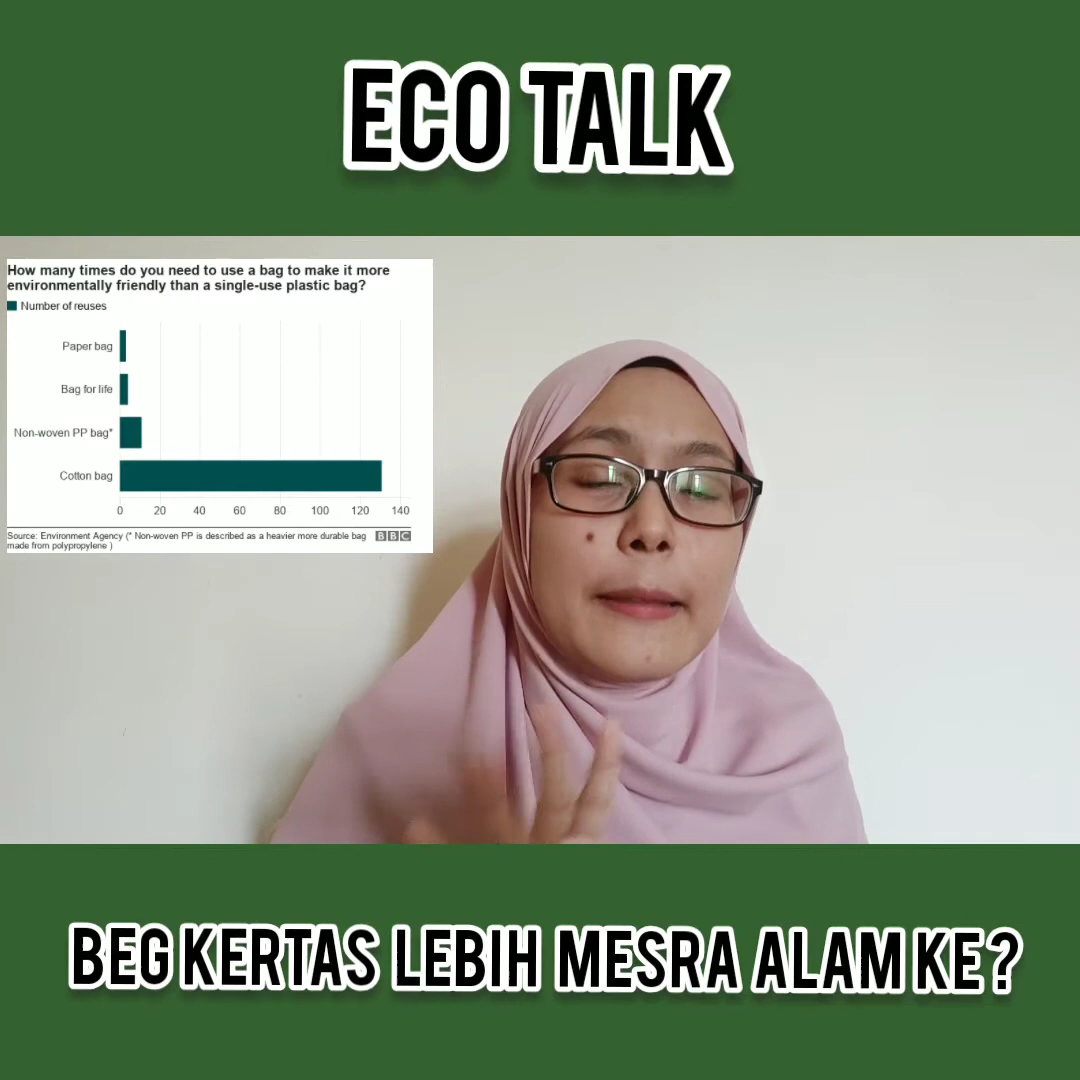 ECO TALK
How many times do you need to use a bag to make it more
environmentally friendly than a single-use plastic bag?
Number of reuses
Paper bag
Bag for life
Non-woven PP bag*
Cotton bag
0 20 40 60 80 100 120 140
Source: Environment Agency (* Non-woven PP is described as a heavier more durable bag
made from polypropylene )
BBC
BEG KERTAS LEBIH MESRA ALAM KE?